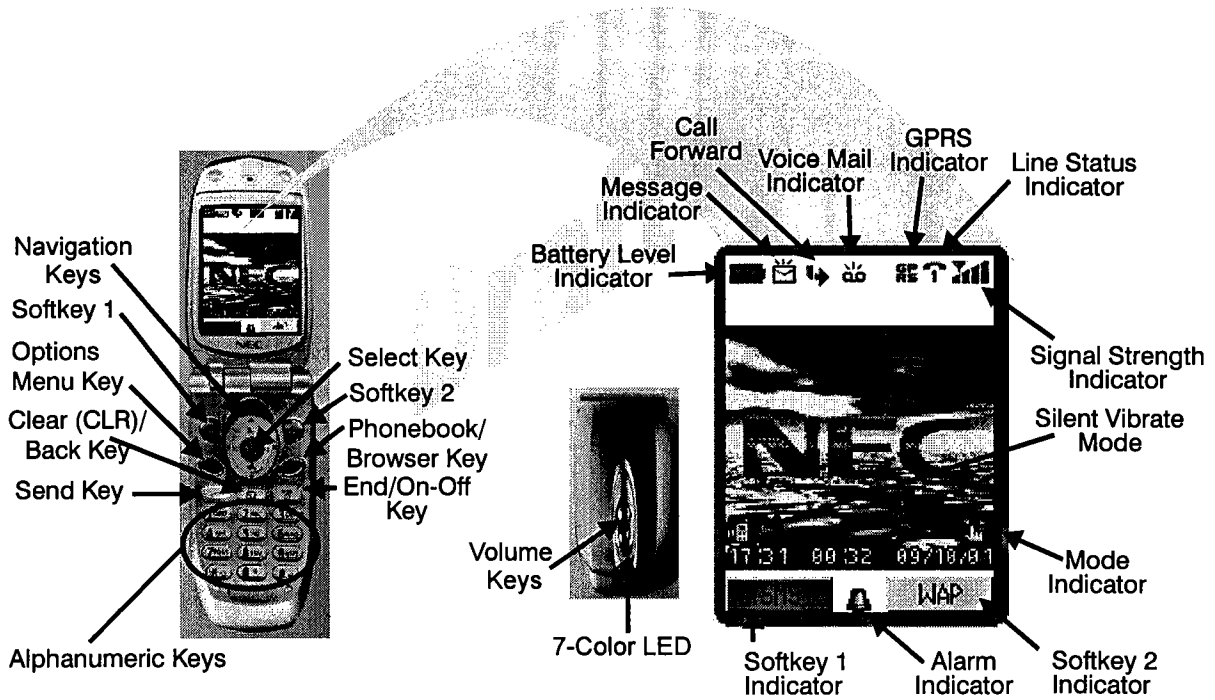 Call
Forward
GPRS
Indicator
Voice Mail
Indicator
Line Status
Indicator
Message
Indicator
Battery Level
Indicator
Navigation
Keys
Softkey 1
Options
Menu Key
Clear (CLR)/
Back Key
Send Key
Select Key
Softkey 2
Phonebook/
Browser Key
End/On-Off
Key
Alphanumeric Keys
Volume
Keys
7-Color LED
GPRS
NEC
NEC
Signal Strength
Indicator
Silent Vibrate
Mode
17:31 00:32 09/10/01
Mode
Indicator
SMS WAP
Softkey 1
Indicator
Alarm
Indicator
Softkey 2
Indicator